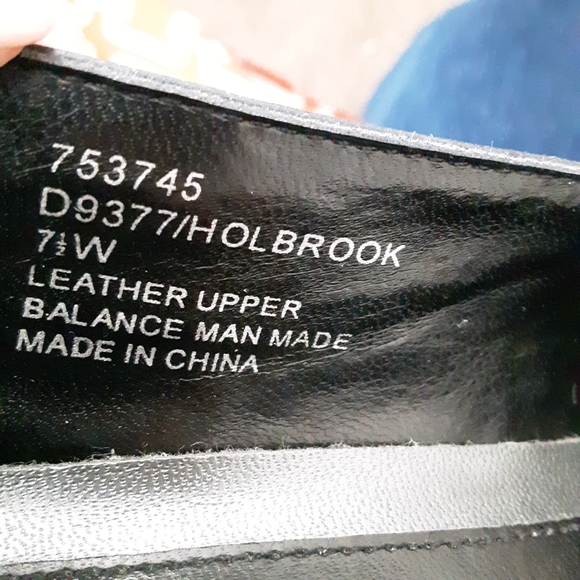 753745
D9377/HOLBROOK
7½W
LEATHER UPPER
BALANCE MAN MADE
MADE IN CHINA